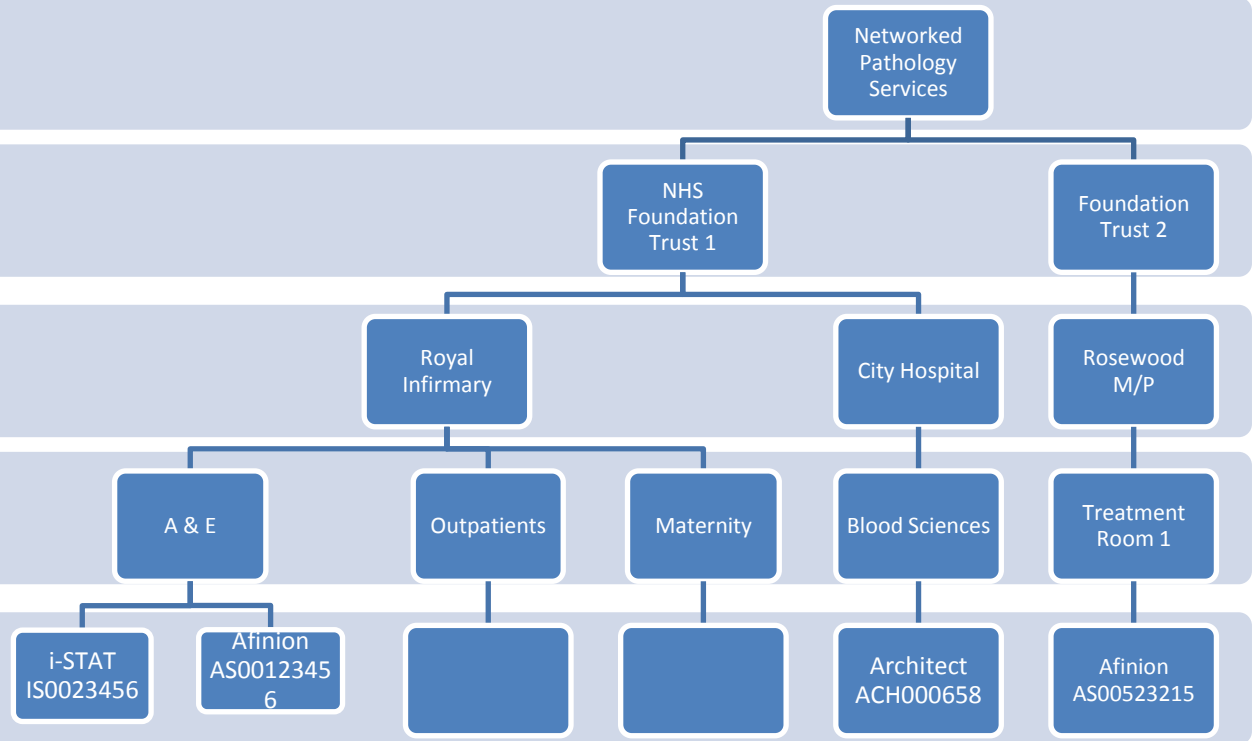 Networked
Pathology
Services
NHS
Foundation
Trust 1
Foundation
Trust 2
Royal
Infirmary
City Hospital
Rosewood
M/P
A & E
Outpatients
Maternity
Blood Sciences
Treatment
Room 1
i-STAT
IS0023456
Afinion
AS0012345
6
Architect
ACH000658
Afinion
AS00523215